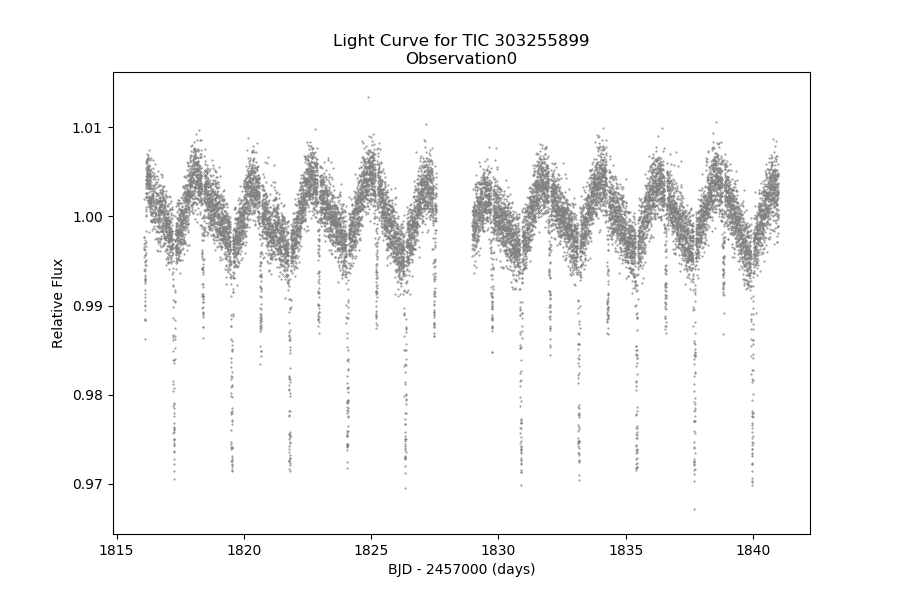 Light Curve for TIC 303255899
Observation0
1.01
1.00
0.99
0.98
0.97
Relative Flux
1815 1820 1825 1830 1835 1840
BJD - 2457000 (days)